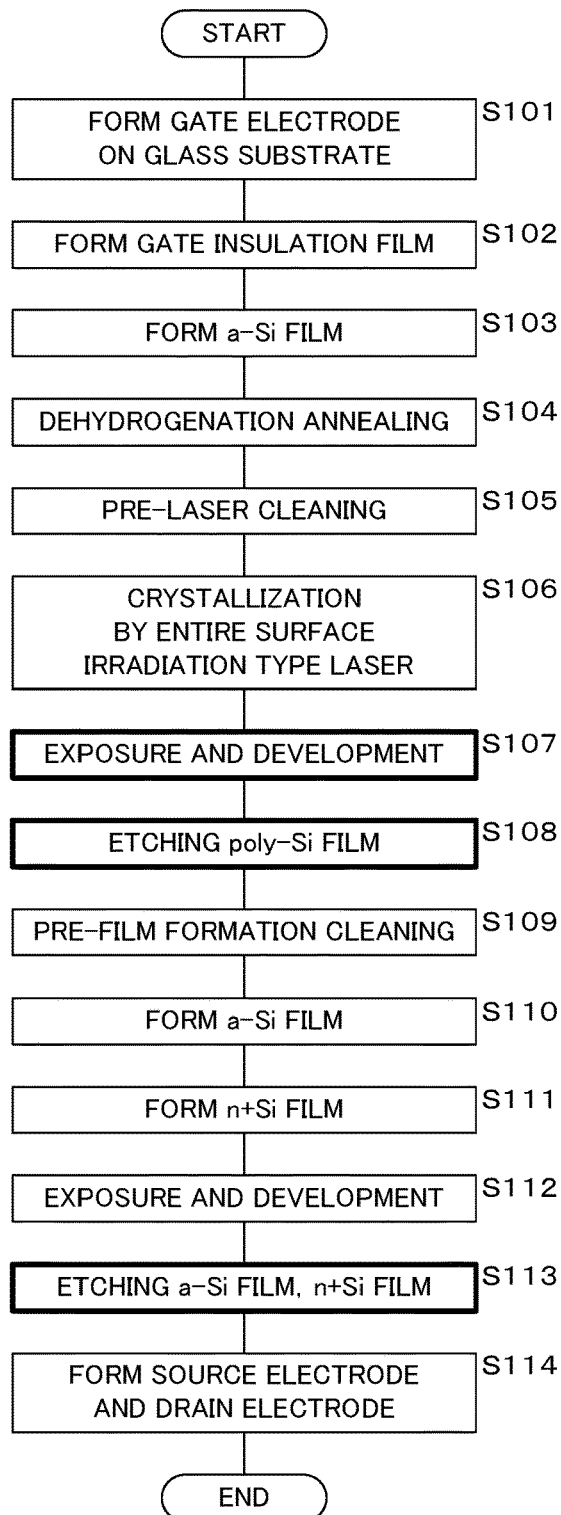 START
S101
FORM GATE ELECTRODE
ON GLASS SUBSTRATE
S102
FORM GATE INSULATION FILM
S103
FORM a-Si FILM
S104
DEHYDROGENATION ANNEALING
S105
PRE-LASER CLEANING
S106
CRYSTALLIZATION
BY ENTIRE SURFACE
IRRADIATION TYPE LASER
S107
EXPOSURE AND DEVELOPMENT
S108
ETCHING poly-Si FILM
S109
PRE-FILM FORMATION CLEANING
S110
FORM a-Si FILM
S111
FORM n+Si FILM
S112
EXPOSURE AND DEVELOPMENT
S113
ETCHING a-Si FILM, n+Si FILM
S114
FORM SOURCE ELECTRODE
AND DRAIN ELECTRODE
END